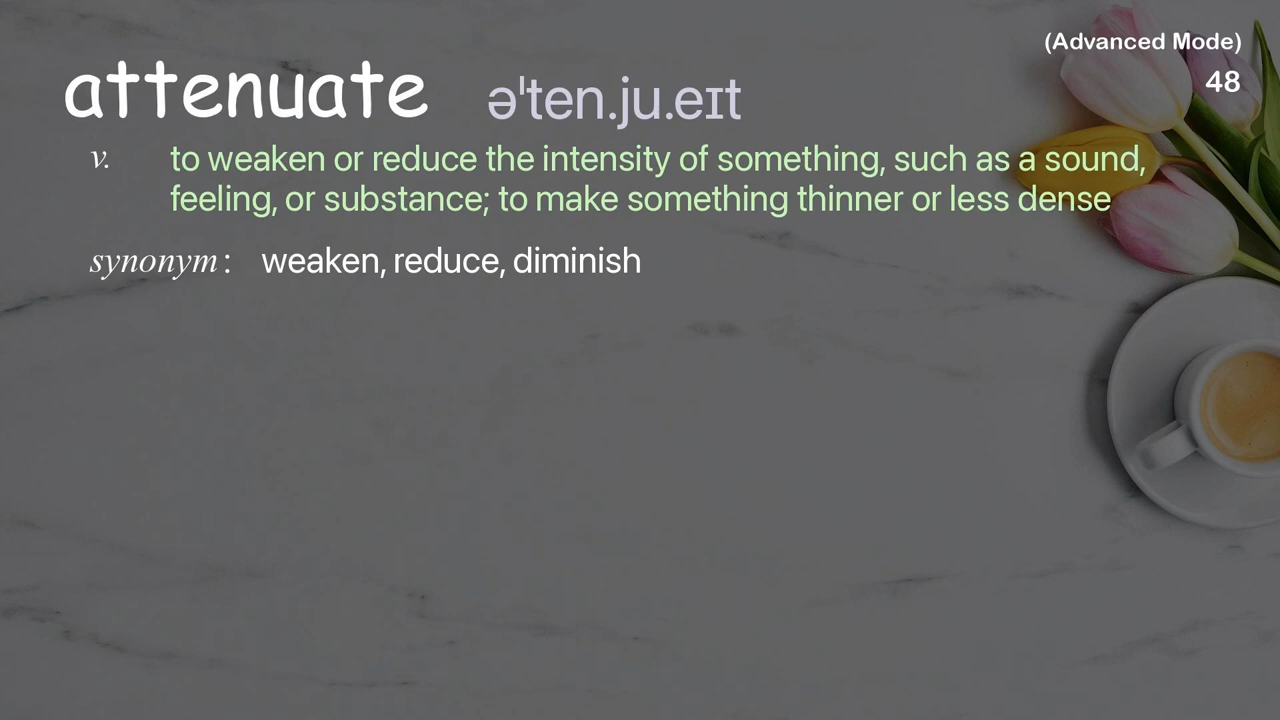 (Advanced Mode)
48
attenuate əˈten.ju.eɪt
v. to weaken or reduce the intensity of something, such as a sound,
feeling, or substance; to make something thinner or less dense
synonym : weaken, reduce, diminish